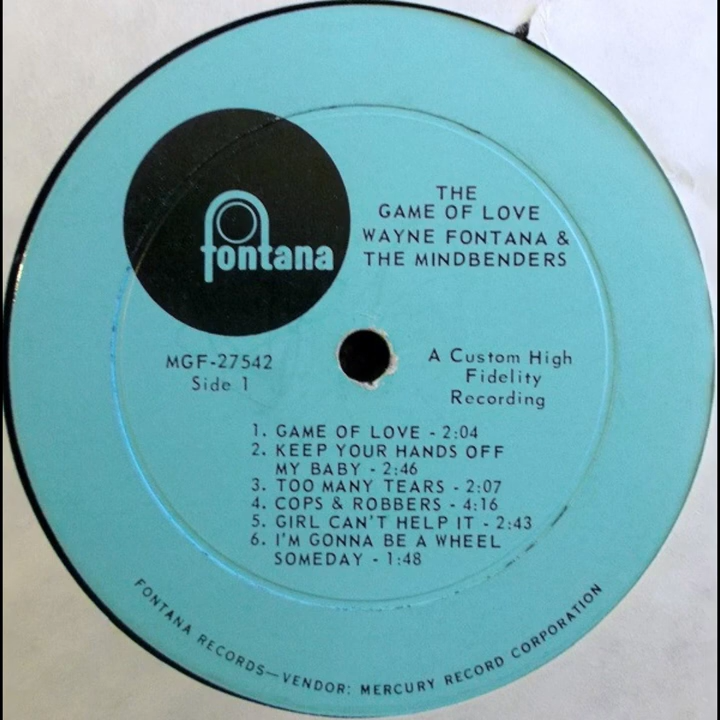 fontana
THE
GAME OF LOVE
WAYNE FONTANA &
THE MINDBENDERS
MGF-27542
Side 1
A Custom High
Fidelity
Recording
1. GAME OF LOVE - 2:04
2. KEEP YOUR HANDS OFF
MY BABY - 2:46
3. TOO MANY TEARS - 2:07
4. COPS & ROBBERS - 4:16
5. GIRL CAN'T HELP IT - 2:43
6. I'M GONNA BE A WHEEL
SOMEDAY - 1:48
FONTANA RECORDS—VENDOR: MERCURY RECORD CORPORATION